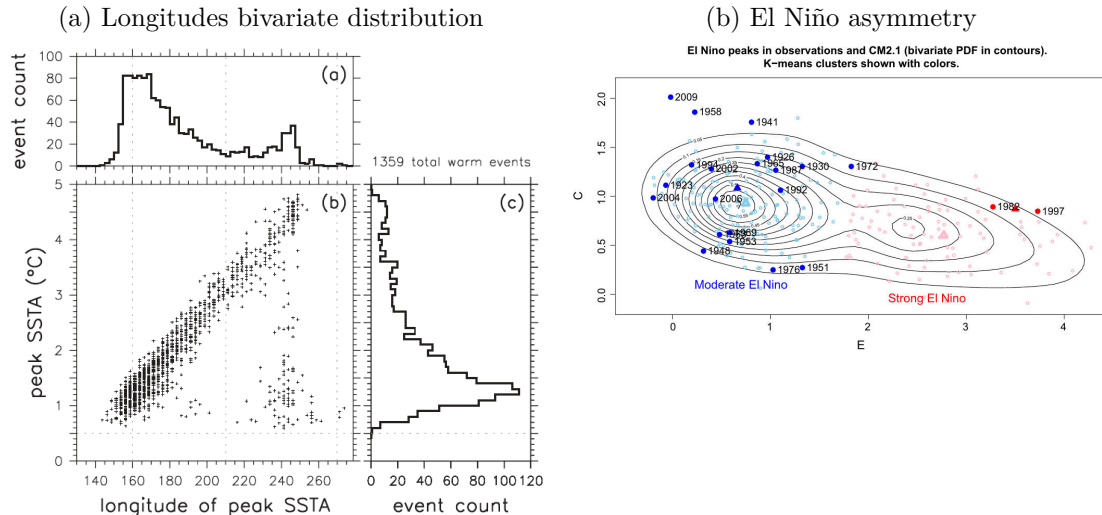 (a) Longitudes bivariate distribution
event count
100
80
60
40
20
0
(a)
1359 total warm events
peak SSTA (°C)
5
4
3
2
1
0
(b)
(c)
130 140 160 180 200 220 240 260
longitude of peak SSTA
0 20 40 60 80 100 120
event count
(b) El Niño asymmetry
El Nino peaks in observations and CM2.1 (bivariate PDF in contours).
K−means clusters shown with colors.
C
2.0
1.5
1.0
0.5
0.0
2009
1958
1941
1926
1994
1965
1930
1972
2002
1987
1923
1992
2004
2006
1982
1997
1969
1953
1948
1976
1951
Moderate El Nino
Strong El Nino
0 1 2 3 4
E